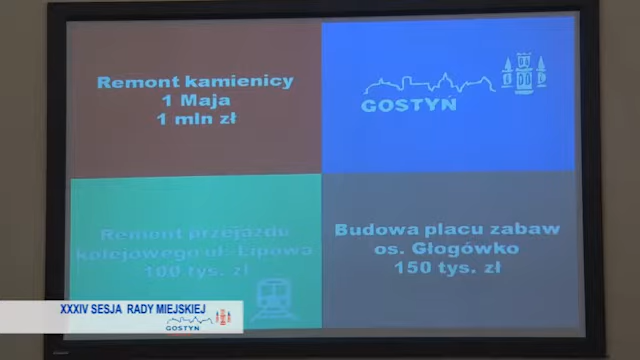 Remont kamienicy
1 Maja
1 mln zł
GOSTYŃ
Remont przejazdu
kolejowego ul. Lipowa
100 tys. zł
Budowa placu zabaw
os. Głogówko
150 tys. zł
XXXIV SESJA RADY MIEJSKIEJ
GOSTYŃ